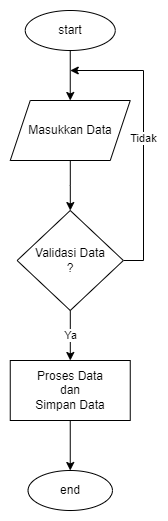 start
Masukkan Data
Tidak
Validasi Data
?
Ya
Proses Data
dan
Simpan Data
end